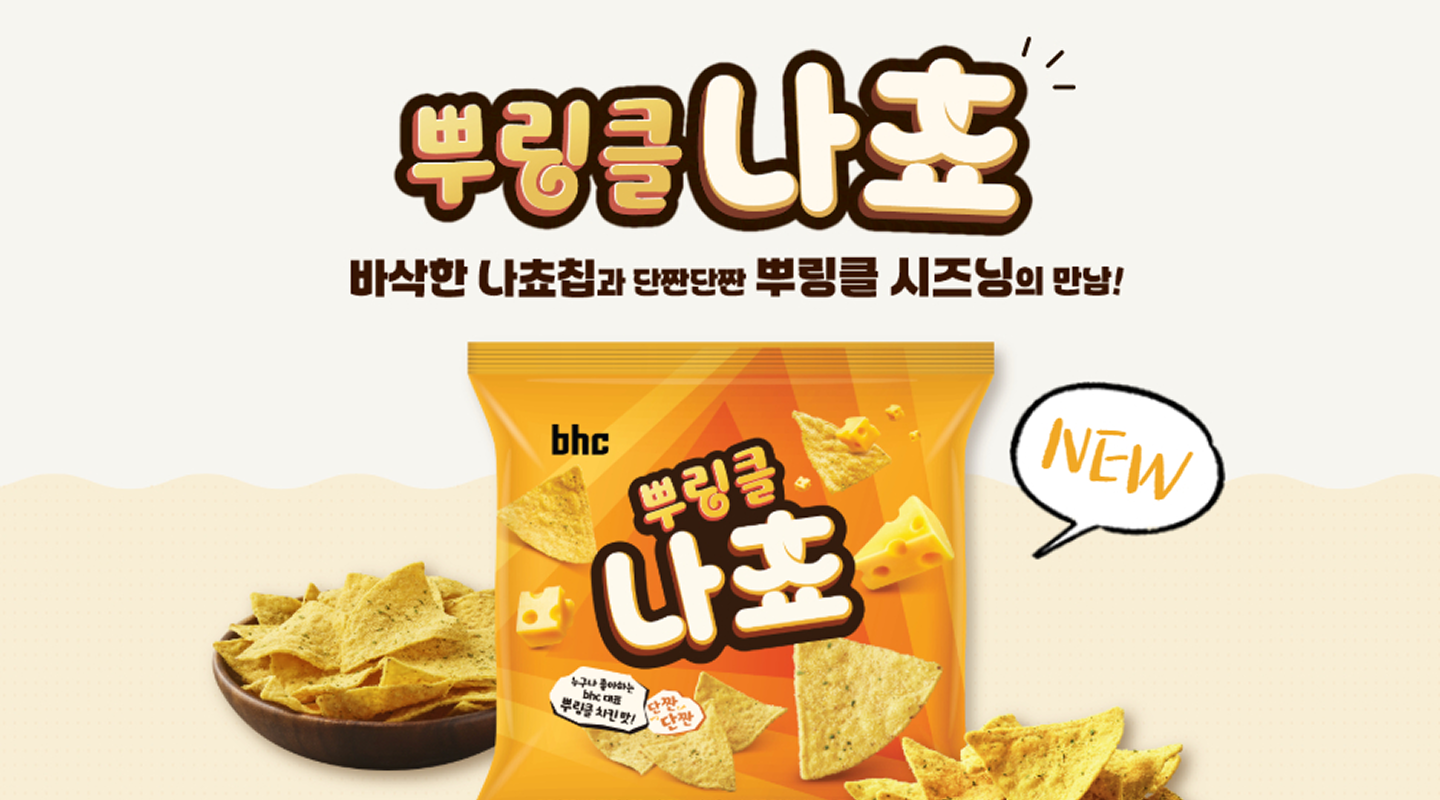 뿌링클 나쵸
바삭한 나쵸칩과 단짠단짠 뿌링클 시즈닝의 만남!
bhc
뿌링클
나쵸
NEW
누구나 좋아하는
bhc 대표
뿌링클 치킨 맛!
단짠
단짠